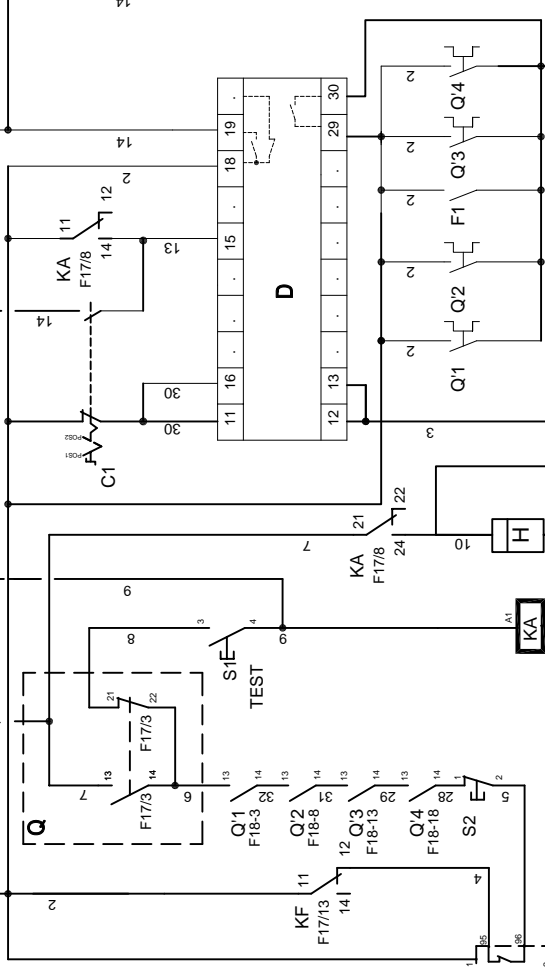 14
14
2
.
19
18
.
.
15
.
.
.
16
11
D
30
29
.
.
.
.
.
.
.
13
12
2
Q'4
2
Q'3
2
F1
2
Q'2
2
Q'1
11
12
KA
F17/8
14
13
14
30
30
POS2
POS1
C1
3
7
21
22
KA
F17/8
24
10
H
9
8
3
4
S1
TEST
9
A1
KA
Q
7
13
14
F17/3
21
22
F17/3
6
13
14
Q'1
F18-3
32
13
14
Q'2
F18-8
31
13
14
Q'3
F18-13
29
13
14
Q'4
F18-18
28
1
2
S2
5
2
11
12
KF
F17/13
14
4
1
95
96